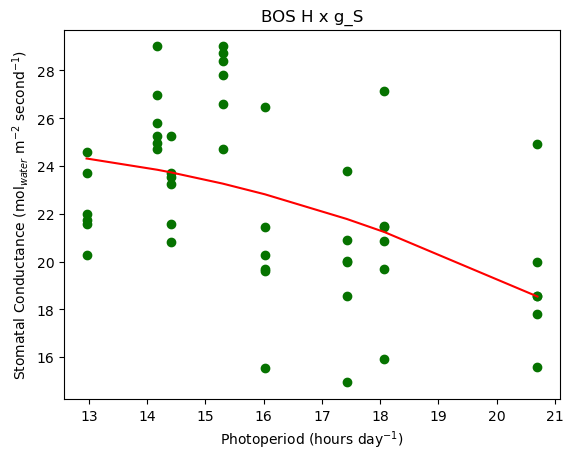 BOS H x g_S
Stomatal Conductance (mol$_{water}$ m$^{-2}$ second$^{-1}$)
28
26
24
22
20
18
16
13 14 15 16 17 18 19 20 21
Photoperiod (hours day$^{-1}$)